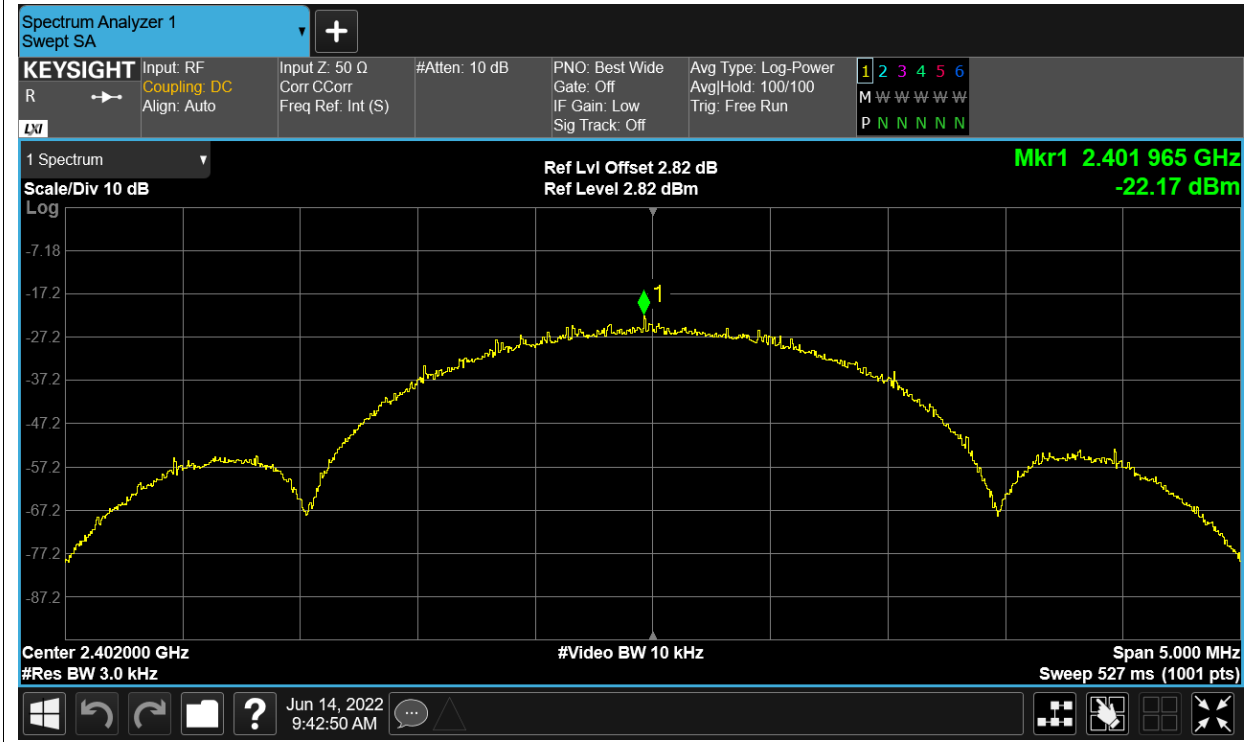 Spectrum Analyzer 1
Swept SA
+
KEYSIGHT Input: RF Input Z: 50 Ω #Atten: 10 dB PNO: Best Wide Avg Type: Log-Power 1 2 3 4 5 6
R Coupling: DC Corr CCorr Gate: Off Avg|Hold: 100/100 M W W W W W
Align: Auto Freq Ref: Int (S) IF Gain: Low Trig: Free Run
LXI Sig Track: Off P N N N N N N
1 Spectrum Ref Lvl Offset 2.82 dB Mkr1 2.401 965 GHz
Scale/Div 10 dB Ref Level 2.82 dBm -22.17 dBm
Log
-7.18
-17.2
1
-27.2
-37.2
-47.2
-57.2
-67.2
-77.2
-87.2
Center 2.402000 GHz #Video BW 10 kHz Span 5.000 MHz
#Res BW 3.0 kHz Sweep 527 ms (1001 pts)
? Jun 14, 2022
9:42:50 AM